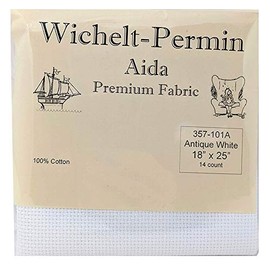 Wichelt-Permin
Aida
Premium Fabric
357-101A
Antique White
18" x 25"
14 count
100% Cotton